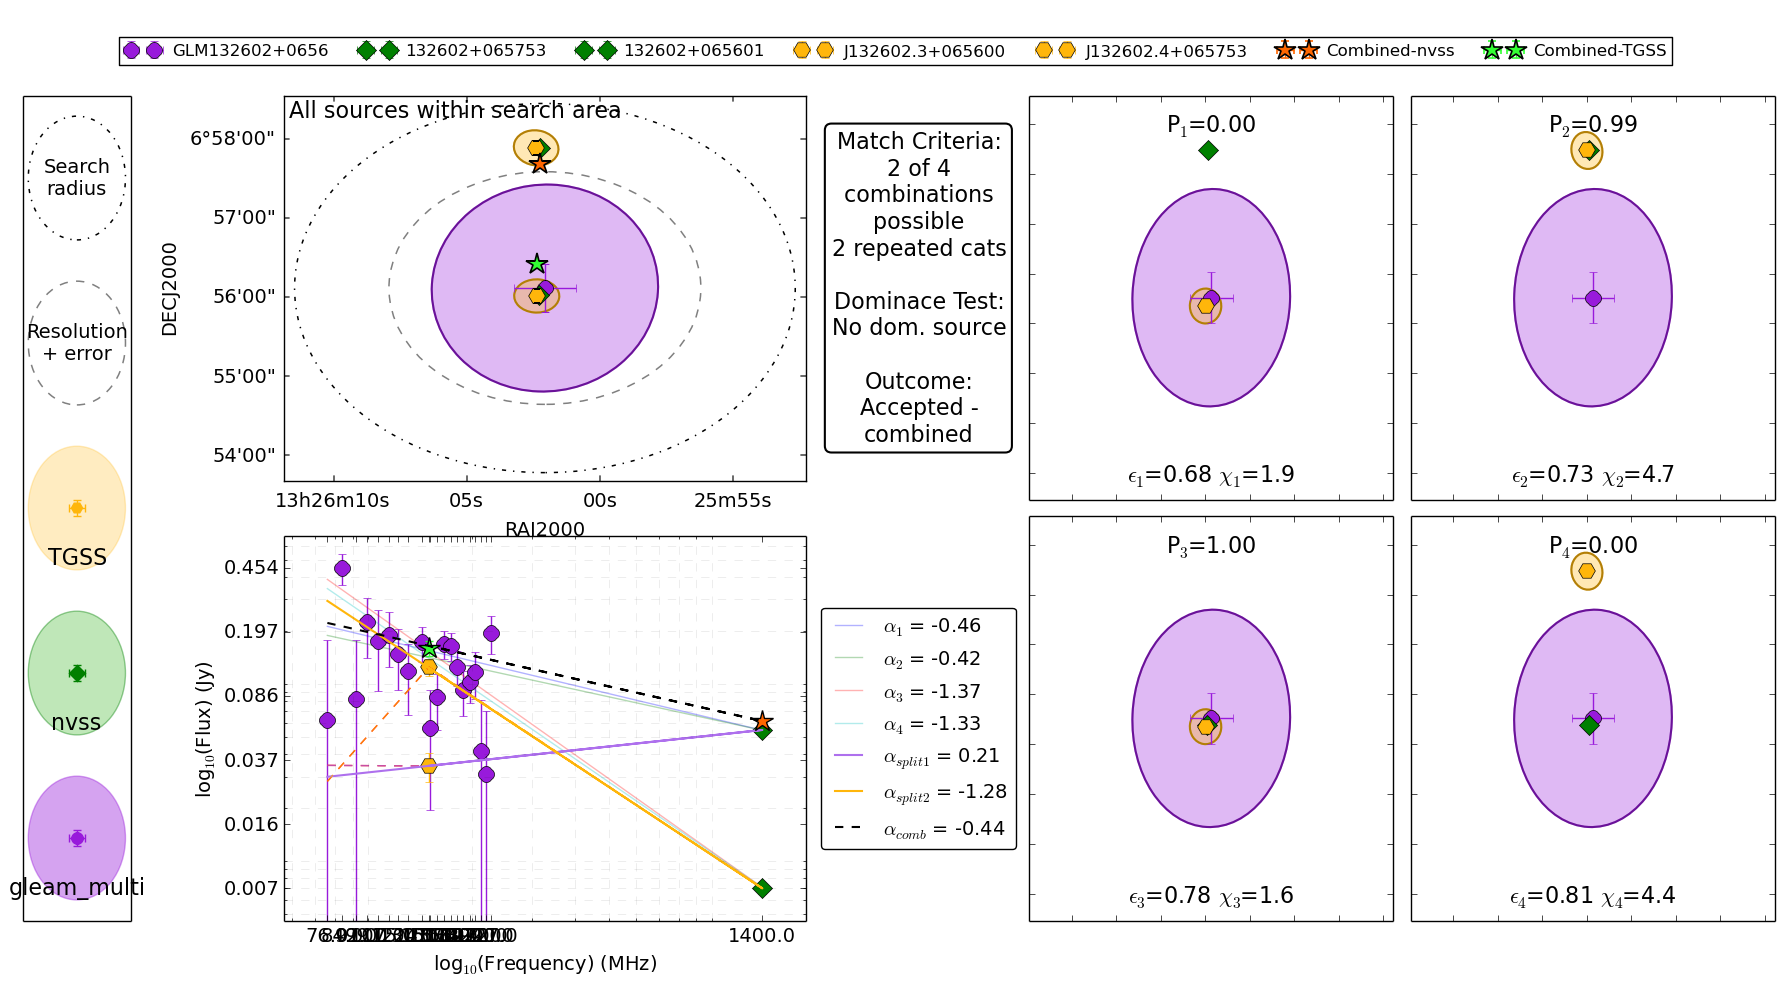 GLM132602+0656 132602+065753 132602+065601 J132602.3+065600 J132602.4+065753 Combined-nvss Combined-TGSS
Search
radius
Resolution
+ error
TGSS
nvss
gleam_multi
All sources within search area
6°58'00"
57'00"
56'00"
55'00"
54'00"
DECJ2000
13h26m10s 05s 00s 25m55s
RAJ2000
Match Criteria:
2 of 4
combinations
possible
2 repeated cats
Dominace Test:
No dom. source
Outcome:
Accepted -
combined
P1=0.00
ϵ1=0.68 χ1=1.9
P2=0.99
ϵ2=0.73 χ2=4.7
P3=1.00
ϵ3=0.78 χ3=1.6
P4=0.00
ϵ4=0.81 χ4=4.4
0.454
0.197
0.086
0.037
0.016
0.007
log10(Flux) (Jy)
1400.0
log10(Frequency) (MHz)
α1 = -0.46
α2 = -0.42
α3 = -1.37
α4 = -1.33
αsplit1 = 0.21
αsplit2 = -1.28
αcomb = -0.44